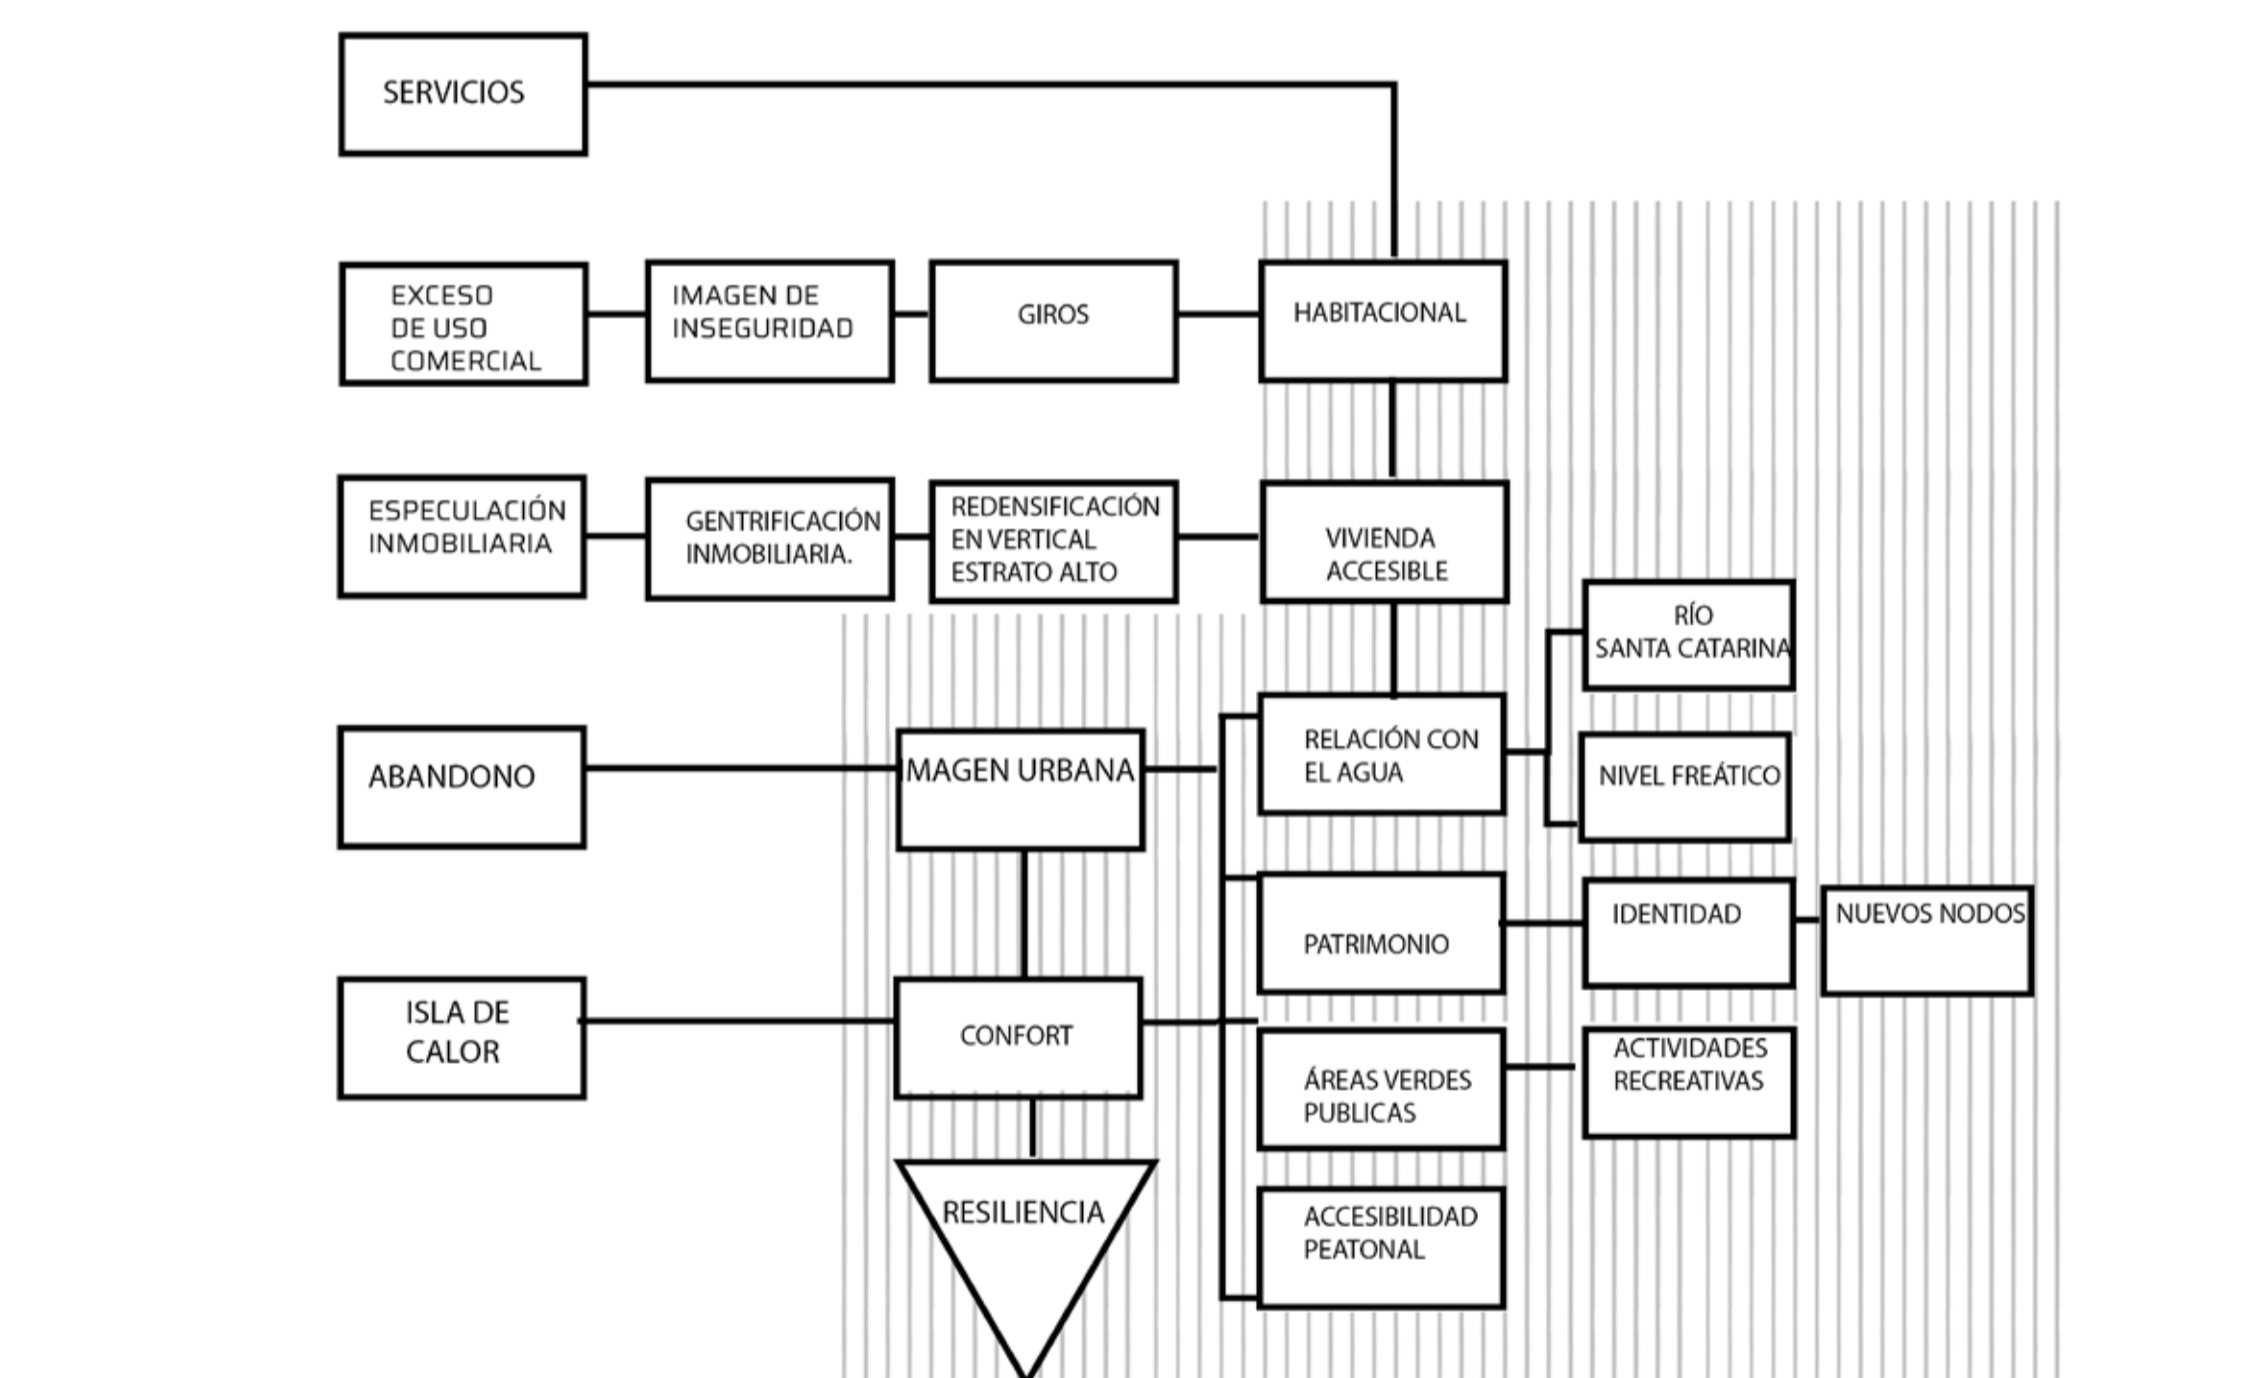 SERVICIOS
EXCESO
DE USO
COMERCIAL
IMAGEN DE
INSEGURIDAD
GIROS
HABITACIONAL
ESPECULACIÓN
INMOBILIARIA
GENTRIFICACIÓN
INMOBILIARIA.
REDENSIFICACIÓN
EN VERTICAL
ESTRATO ALTO
VIVIENDA
ACCESIBLE
RÍO
SANTA CATARINA
ABANDONO
IMAGEN URBANA
RELACIÓN CON
EL AGUA
NIVEL FREÁTICO
PATRIMONIO
IDENTIDAD
NUEVOS NODOS
ISLA DE
CALOR
CONFORT
ÁREAS VERDES
PUBLICAS
ACTIVIDADES
RECREATIVAS
RESILIENCIA
ACCESIBILIDAD
PEATONAL